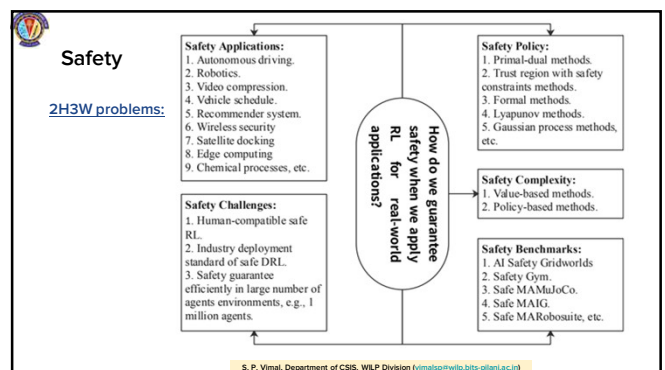 Safety
2H3W problems:
Safety Applications:
1. Autonomous driving.
2. Robotics.
3. Video compression.
4. Vehicle schedule.
5. Recommender system.
6. Wireless security
7. Satellite docking
8. Edge computing
9. Chemical processes, etc.
Safety Challenges:
1. Human-compatible safe
RL.
2. Industry deployment
standard of safe DRL.
3. Safety guarantee
efficiently in large number of
agents environments, e.g., 1
million agents.
How do we guarantee
safety when we apply
RL for real-world
applications?
Safety Policy:
1. Primal-dual methods.
2. Trust region with safety
constraints methods.
3. Formal methods.
4. Lyapunov methods.
5. Gaussian process methods,
etc.
Safety Complexity:
1. Value-based methods.
2. Policy-based methods.
Safety Benchmarks:
1. AI Safety Gridworlds
2. Safety Gym.
3. Safe MAMuJoCo.
4. Safe MAIG.
5. Safe MARobosuite, etc.
S. P. Vimal, Department of CSIS, WILP Division (vimalsp@wilp.bits-pilani.ac.in)